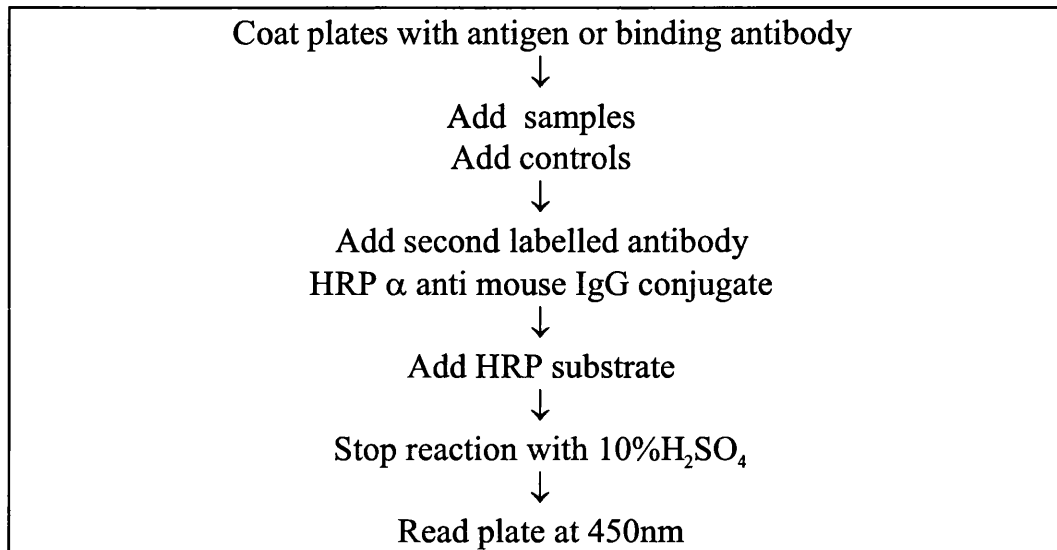 Coat plates with antigen or binding antibody
↓
Add samples
Add controls
↓
Add second labelled antibody
HRP α anti mouse IgG conjugate
↓
Add HRP substrate
↓
Stop reaction with 10%H₂SO₄
↓
Read plate at 450nm